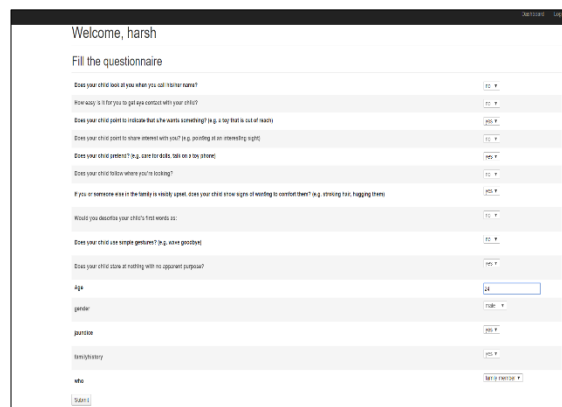 Dashboard
Welcome, harsh
Fill the questionnaire
Does your child look at you when you call his/her name? no
How easy is it for you to get eye contact with your child? no
Does your child point to indicate that s/he wants something? (e.g. a toy that is out of reach) yes
Does your child point to share interest with you? (e.g. pointing at an interesting sight) no
Does your child pretend? (e.g. care for dolls, talk on a toy phone) yes
Does your child follow where you're looking? no
If you or someone else in the family is visibly upset, does your child show signs of wanting to comfort them? (e.g. stroking hair, hugging them) yes
Would you describe your child's first words as: no
Does your child use simple gestures? (e.g. wave goodbye) no
Does your child stare at nothing with no apparent purpose? yes
Age 24
gender male
jaundice yes
familyhistory yes
who family member
Submit